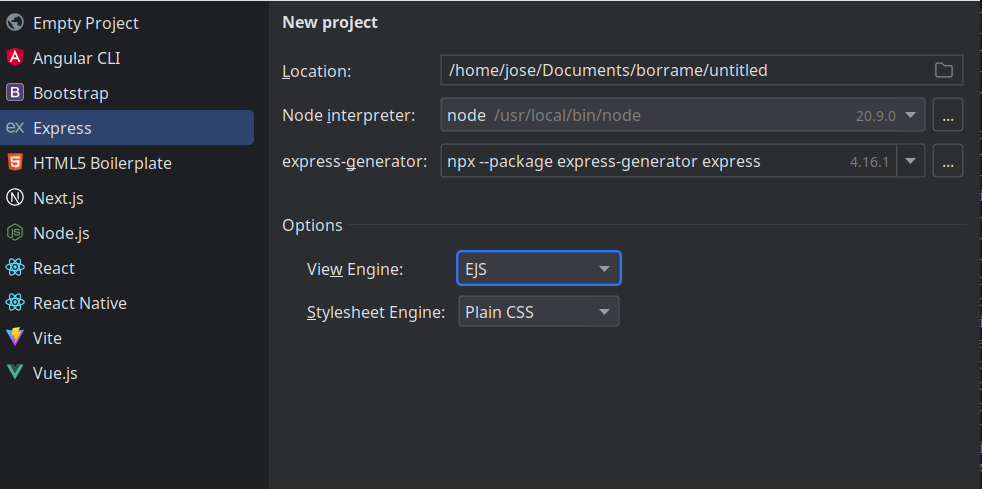 Empty Project
Angular CLI
Bootstrap
Express
HTML5 Boilerplate
Next.js
Node.js
React
React Native
Vite
Vue.js
New project
Location: /home/jose/Documents/borrame/untitled
Node interpreter: node /usr/local/bin/node 20.9.0 ...
express-generator: npx --package express-generator express 4.16.1 ...
Options
View Engine: EJS
Stylesheet Engine: Plain CSS